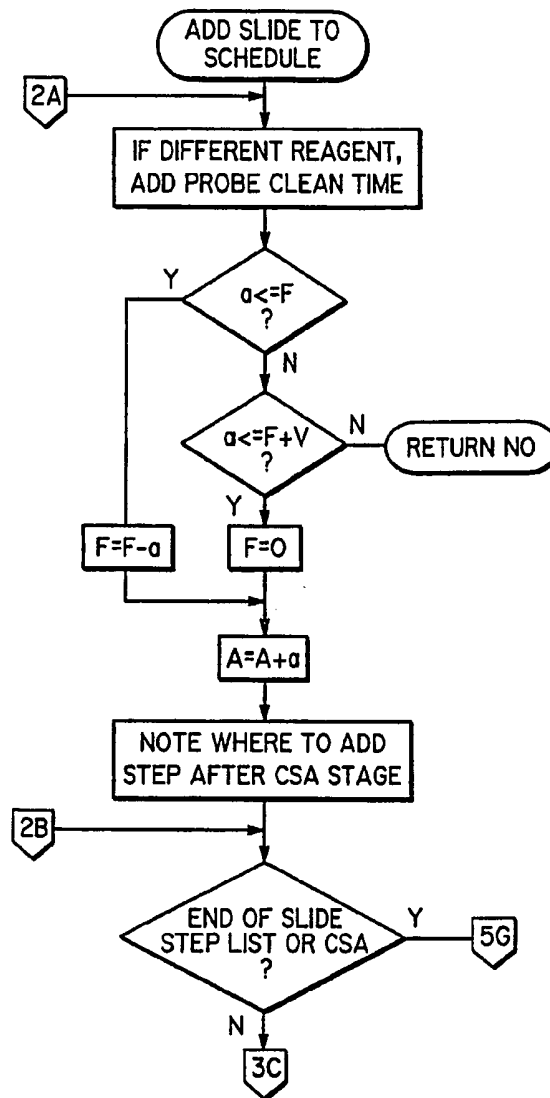 ADD SLIDE TO
SCHEDULE
2A
IF DIFFERENT REAGENT,
ADD PROBE CLEAN TIME
Y
a<=F
?
N
a<=F+V
?
N
RETURN NO
Y
F=F-a
F=0
A=A+a
NOTE WHERE TO ADD
STEP AFTER CSA STAGE
2B
END OF SLIDE
STEP LIST OR CSA
?
Y
5G
N
3C